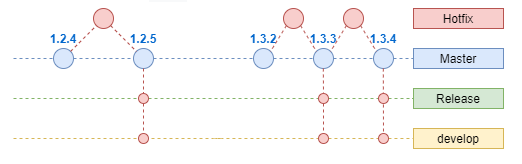 Hotfix
1.2.4 1.2.5 1.3.2 1.3.3 1.3.4
Master
Release
develop